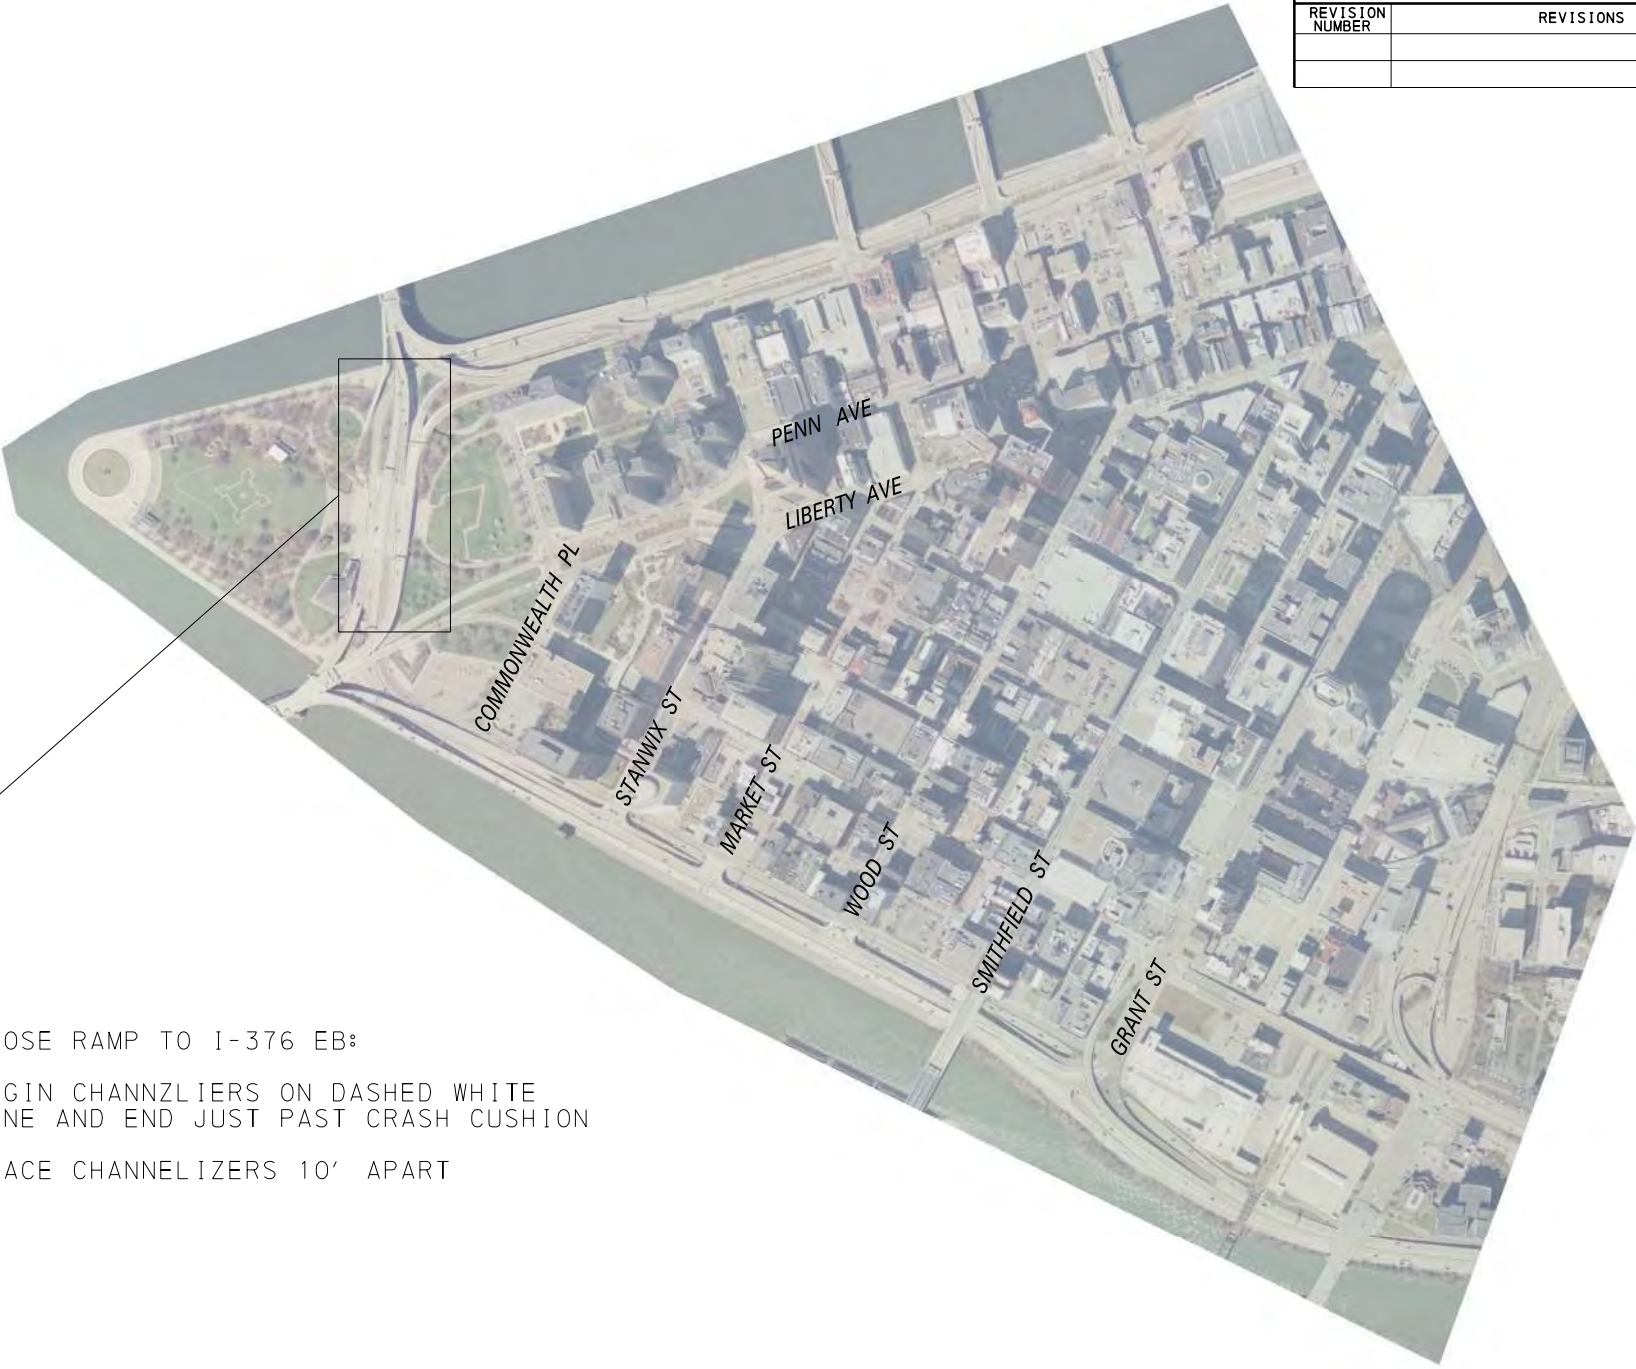 REVISION NUMBER
REVISIONS
PENN AVE
LIBERTY AVE
COMMONWEALTH PL
STANWIX ST
MARKET ST
WOOD ST
SMITHFIELD ST
GRANT ST
OSE RAMP TO I-376 EB:
GIN CHANNZLIERS ON DASHED WHITE
NE AND END JUST PAST CRASH CUSHION
ACE CHANNELIZERS 10' APART